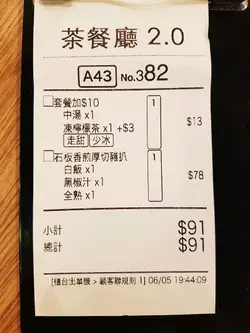 茶餐廳 2.0
A43 No.382
套餐加$10 1 $13
中湯 x1
凍檸檬茶 x1 +$3
走甜 少冰
石板香煎厚切豬扒 1 $78
白飯 x1
黑椒汁 x1
全熟 x1
小計 $91
總計 $91
[櫃台出單機 > 顧客聯規則 1] 06/05 19:44:09